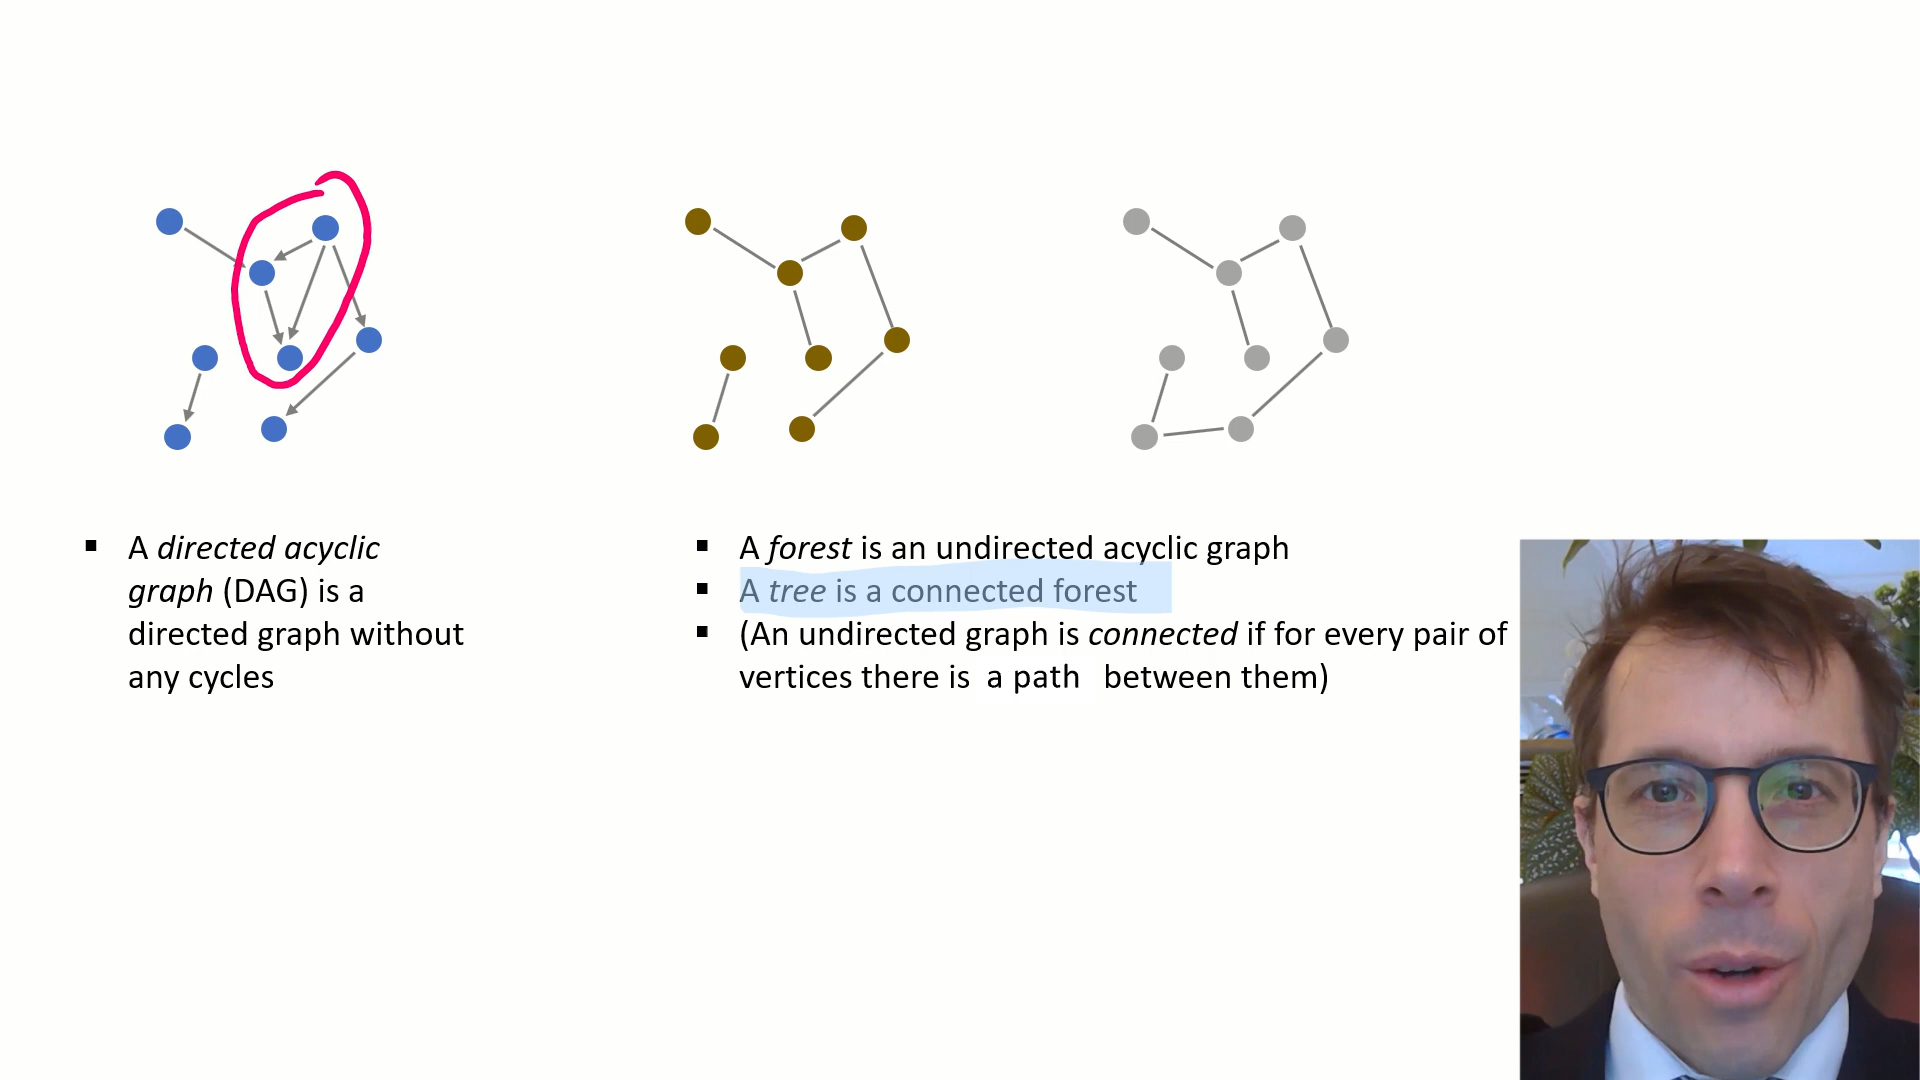 ▪ A directed acyclic
graph (DAG) is a
directed graph without
any cycles
▪ A forest is an undirected acyclic graph
▪ A tree is a connected forest
▪ (An undirected graph is connected if for every pair of
vertices there is a path between them)